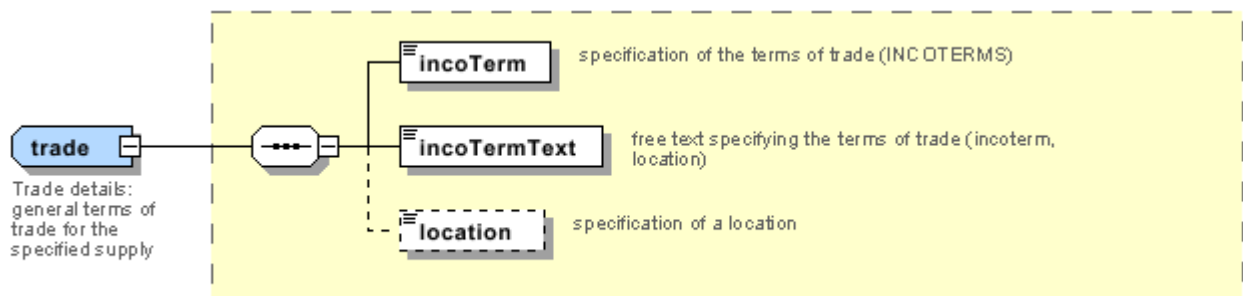 incoTerm
specification of the terms of trade (INCOTERMS)
trade
incoTermText
free text specifying the terms of trade (incoterm,
location)
Trade details:
general terms of
trade for the
specified supply
location
specification of a location